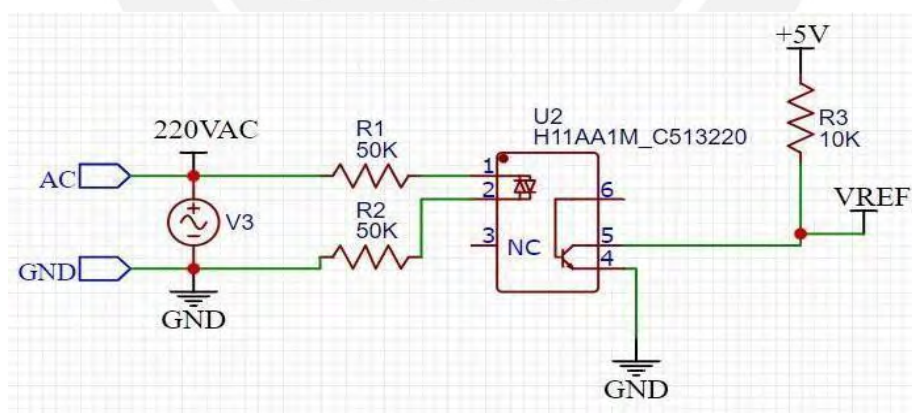 +5V
220VAC
R1
50K
U2
H11AA1M_C513220
R3
10K
AC
1
2
6
VREF
V3
R2
50K
3
NC
5
4
GND
GND
GND